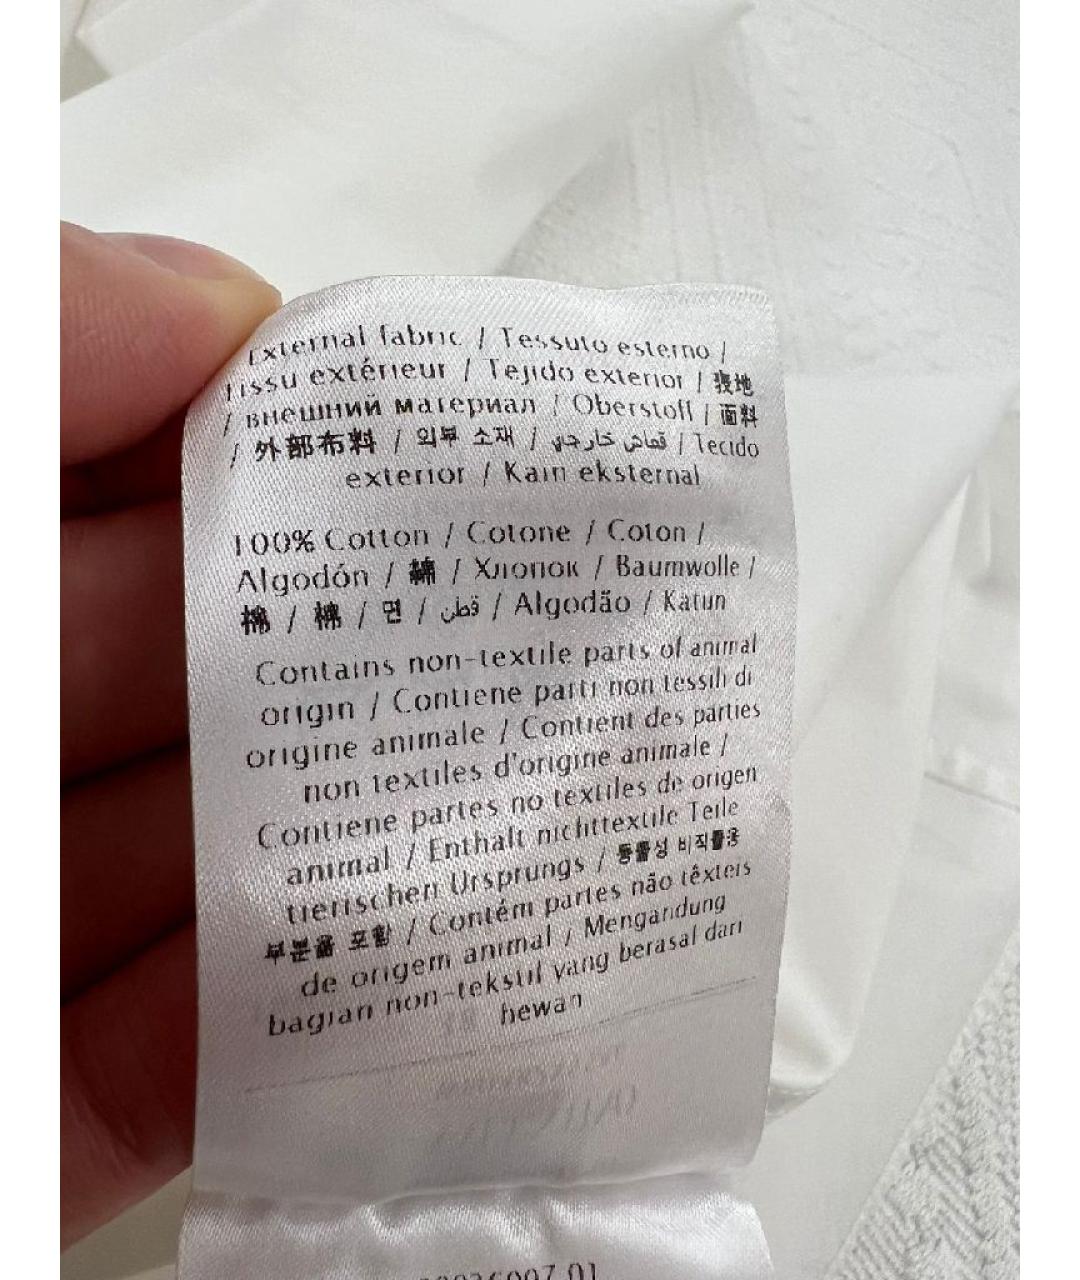 External fabric / Tessuto esterno /
Tissu extérieur / Tejido exterior / 表地
/ внешний материал / Oberstoff / 面料
/ 外部布料 / 외부 소재 / قماش خارجي / Tecido
exterior / Kain eksternal
100% Cotton / Cotone / Coton /
Algodón / 綿 / Хлопок / Baumwolle /
棉 / 棉 / 면 / قطن / Algodão / Katun
Contains non-textile parts of animal
origin / Contiene parti non tessili di
origine animale / Contient des parties
non textiles d'origine animale /
Contiene partes no textiles de origen
animal / Enthält nichttextile Teile
tierischen Ursprungs / 동물성 비직물용
부분을 포함 / Contém partes não têxteis
de origem animal / Mengandung
bagian non-tekstil yang berasal dari
hewan